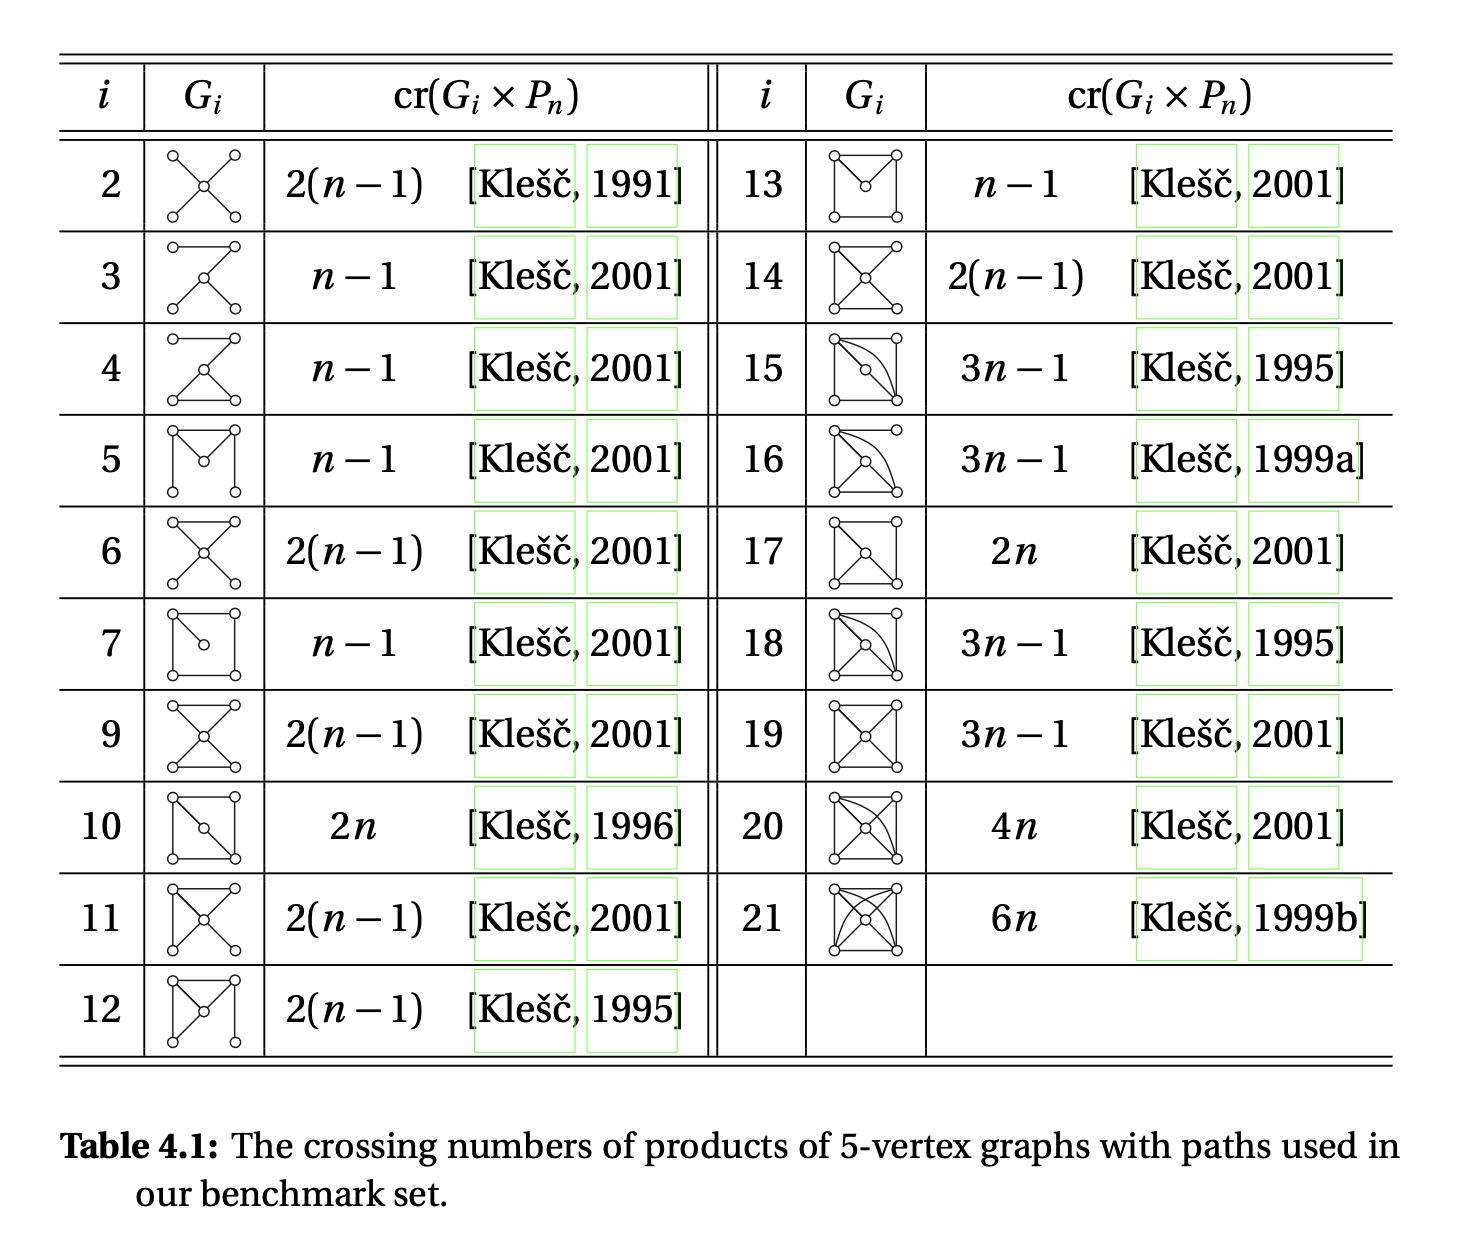 i G_i cr(G_i × P_n) i G_i cr(G_i × P_n)
2 2(n − 1) [Klešč, 1991] 13 n − 1 [Klešč, 2001]
3 n − 1 [Klešč, 2001] 14 2(n − 1) [Klešč, 2001]
4 n − 1 [Klešč, 2001] 15 3n − 1 [Klešč, 1995]
5 n − 1 [Klešč, 2001] 16 3n − 1 [Klešč, 1999a]
6 2(n − 1) [Klešč, 2001] 17 2n [Klešč, 2001]
7 n − 1 [Klešč, 2001] 18 3n − 1 [Klešč, 1995]
9 2(n − 1) [Klešč, 2001] 19 3n − 1 [Klešč, 2001]
10 2n [Klešč, 1996] 20 4n [Klešč, 2001]
11 2(n − 1) [Klešč, 2001] 21 6n [Klešč, 1999b]
12 2(n − 1) [Klešč, 1995]
Table 4.1: The crossing numbers of products of 5-vertex graphs with paths used in
our benchmark set.